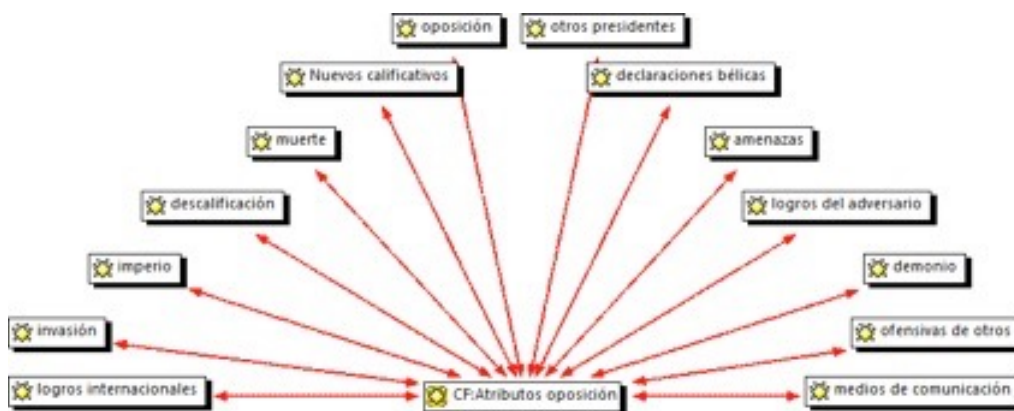 oposición
otros presidentes
Nuevos calificativos
declaraciones bélicas
muerte
amenazas
descalificación
logros del adversario
imperio
demonio
invasión
ofensivas de otros
logros internacionales
CF:Atributos oposición
medios de comunicación